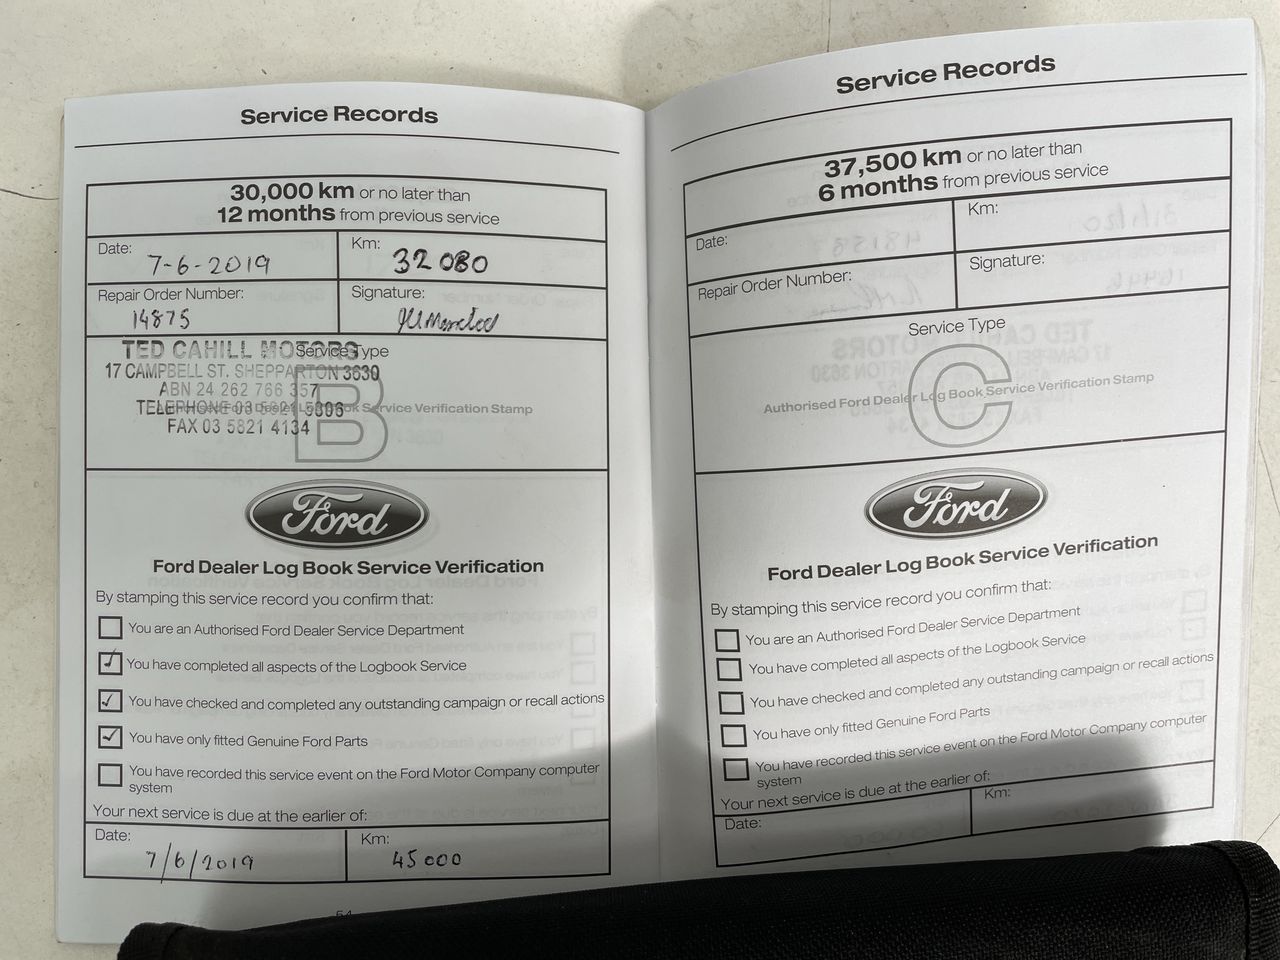 Service Records
30,000 km or no later than
12 months from previous service
Date: 7-6-2019
Km: 32 080
Repair Order Number: 14875
Signature:
Service Type
TED CAHILL MOTORS
17 CAMPBELL ST. SHEPPARTON 3630
ABN 24 262 766 357
TELEPHONE 03 5821 5806
FAX 03 5821 4134
B
Authorised Ford Dealer Log Book Service Verification Stamp
Ford
Ford Dealer Log Book Service Verification
By stamping this service record you confirm that:
You are an Authorised Ford Dealer Service Department
You have completed all aspects of the Logbook Service
You have checked and completed any outstanding campaign or recall actions
You have only fitted Genuine Ford Parts
You have recorded this service event on the Ford Motor Company computer
system
Your next service is due at the earlier of:
Date: 7/6/2019
Km: 45 000
54
Service Records
37,500 km or no later than
6 months from previous service
Date:
Km:
Repair Order Number:
Signature:
Service Type
C
Authorised Ford Dealer Log Book Service Verification Stamp
Ford
Ford Dealer Log Book Service Verification
By stamping this service record you confirm that:
You are an Authorised Ford Dealer Service Department
You have completed all aspects of the Logbook Service
You have checked and completed any outstanding campaign or recall actions
You have only fitted Genuine Ford Parts
You have recorded this service event on the Ford Motor Company computer
system
Your next service is due at the earlier of:
Date:
Km: